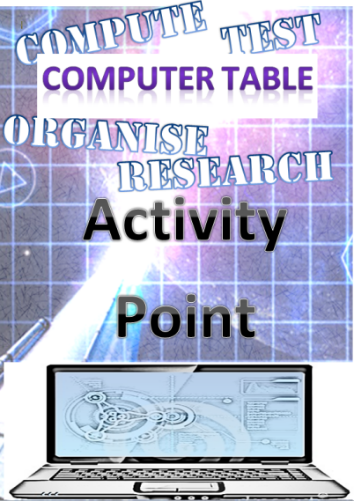 COMPUTE
TEST
COMPUTER TABLE
ORGANISE
RESEARCH
Activity
Point